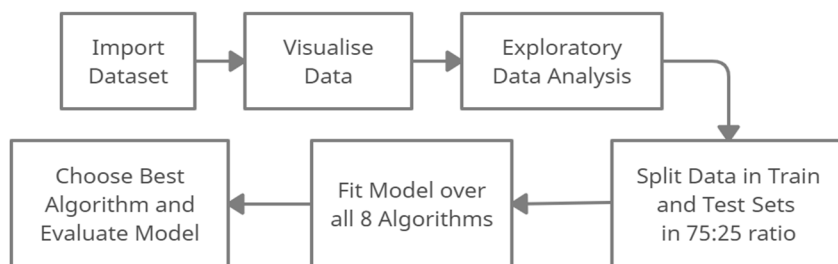 Import
Dataset
Visualise
Data
Exploratory
Data Analysis
Split Data in Train
and Test Sets
in 75:25 ratio
Fit Model over
all 8 Algorithms
Choose Best
Algorithm and
Evaluate Model